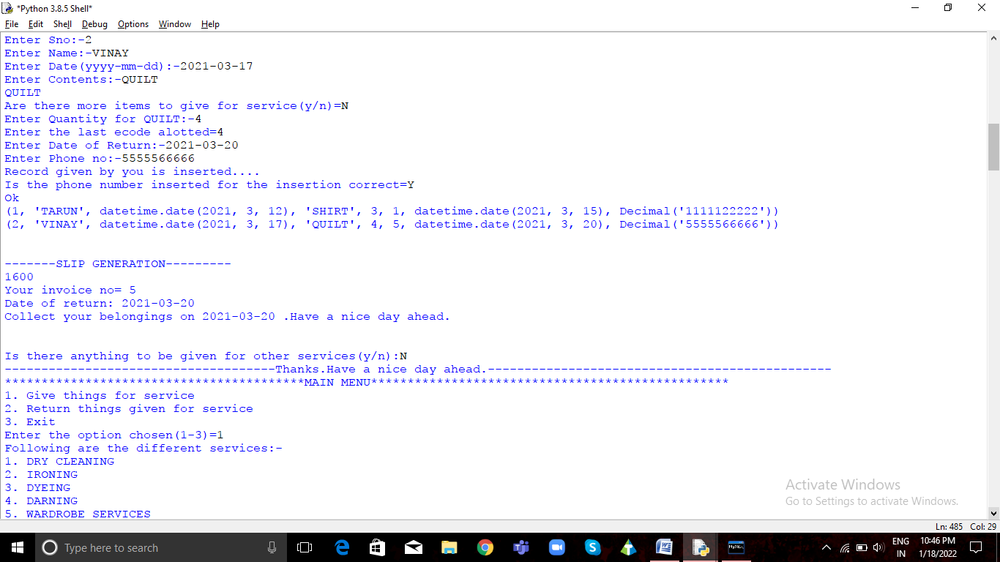 *Python 3.8.5 Shell*
File Edit Shell Debug Options Window Help
Enter Sno:-2
Enter Name:-VINAY
Enter Date(yyyy-mm-dd):-2021-03-17
Enter Contents:-QUILT
QUILT
Are there more items to give for service(y/n)=N
Enter Quantity for QUILT:-4
Enter the last ecode alotted=4
Enter Date of Return:-2021-03-20
Enter Phone no:-5555566666
Record given by you is inserted....
Is the phone number inserted for the insertion correct=Y
Ok
(1, 'TARUN', datetime.date(2021, 3, 12), 'SHIRT', 3, 1, datetime.date(2021, 3, 15), Decimal('1111122222'))
(2, 'VINAY', datetime.date(2021, 3, 17), 'QUILT', 4, 5, datetime.date(2021, 3, 20), Decimal('5555566666'))
-------SLIP GENERATION---------
1600
Your invoice no= 5
Date of return: 2021-03-20
Collect your belongings on 2021-03-20 .Have a nice day ahead.
Is there anything to be given for other services(y/n):N
-------------------------------------Thanks.Have a nice day ahead.-----------------------------------------------
*****************************************MAIN MENU*************************************************
1. Give things for service
2. Return things given for service
3. Exit
Enter the option chosen(1-3)=1
Following are the different services:-
1. DRY CLEANING
2. IRONING
3. DYEING
4. DARNING
5. WARDROBE SERVICES
Activate Windows
Go to Settings to activate Windows.
Ln: 485 Col: 29
Type here to search
MySQL
ENG
IN
10:46 PM
1/18/2022